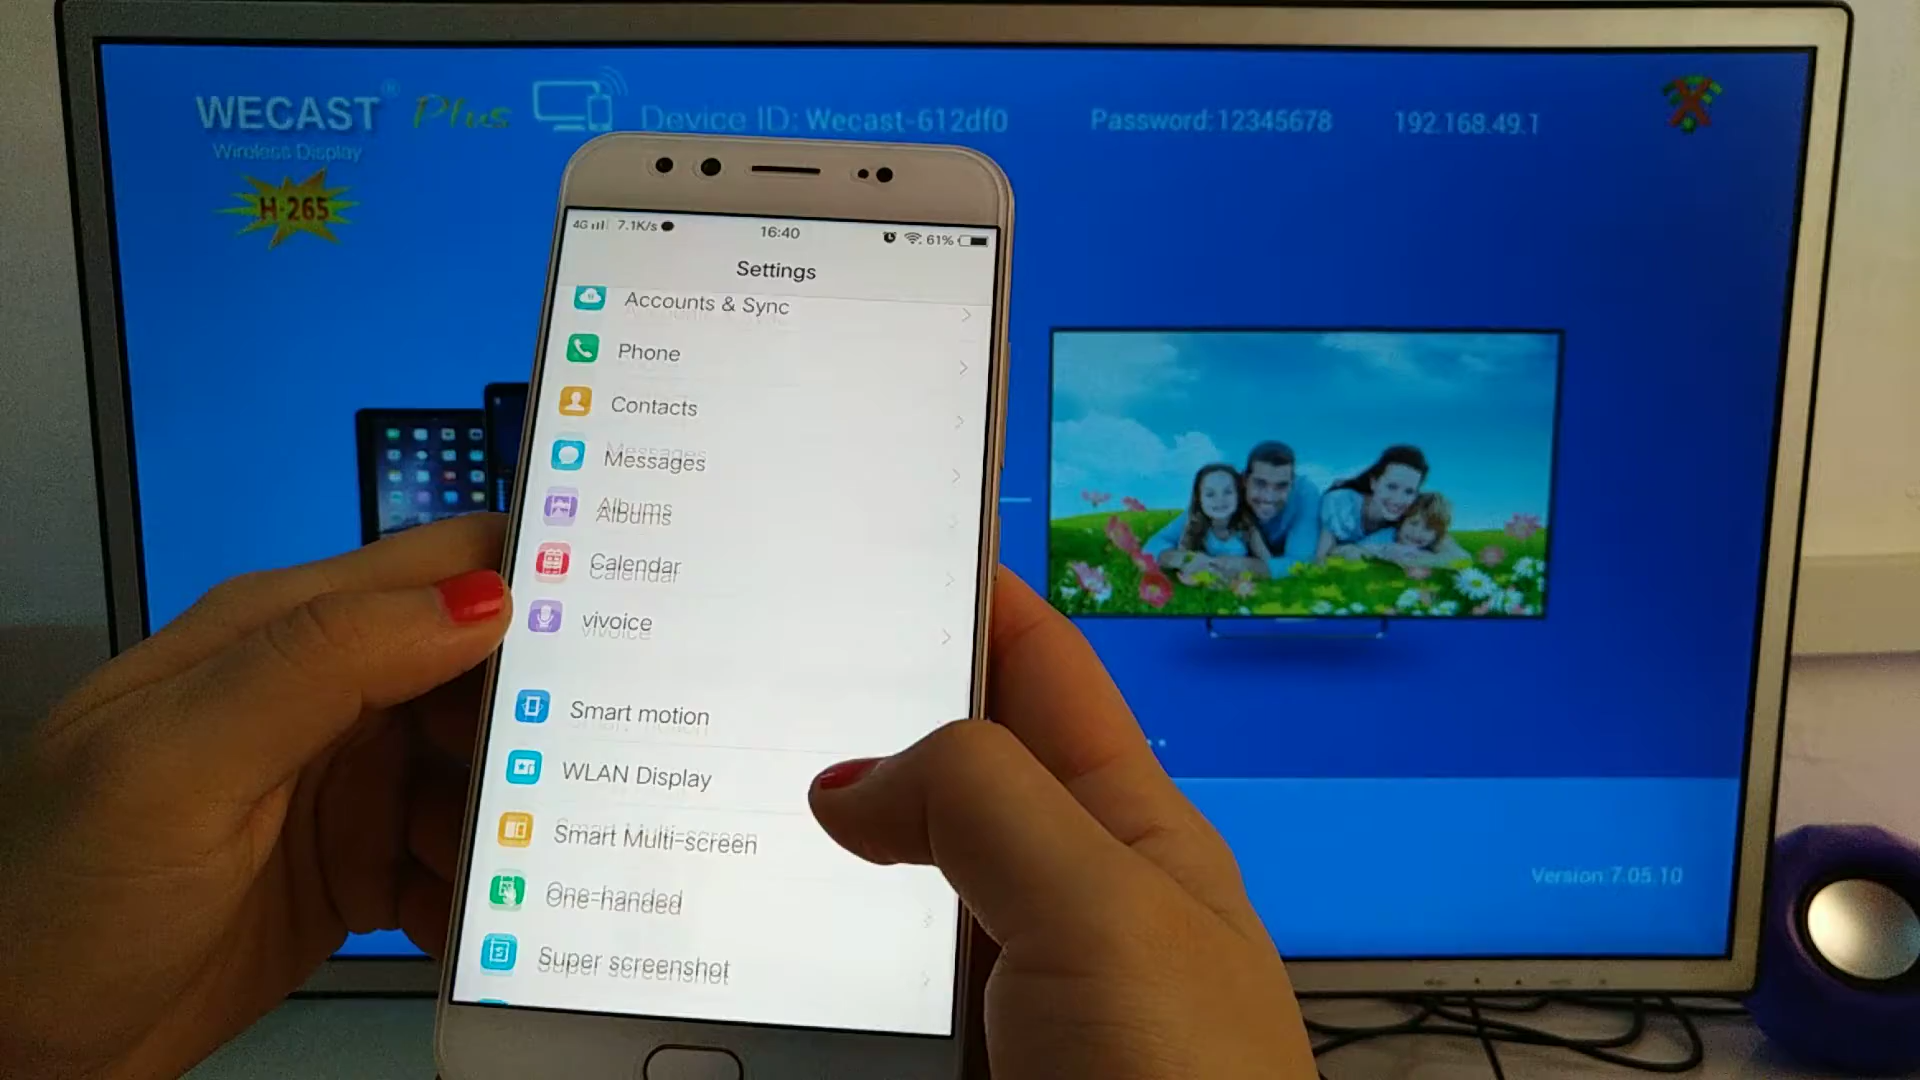 WECAST® Plus
Wireless Display
H·265
Device ID: Wecast-612df0
Password:12345678
192.168.49.1
4G 7.1K/s
16:40
61%
Settings
Accounts & Sync
Phone
Contacts
Messages
Albums
Calendar
vivoice
Smart motion
WLAN Display
Smart Multi-screen
One-handed
Super screenshot
Version 7.05.10